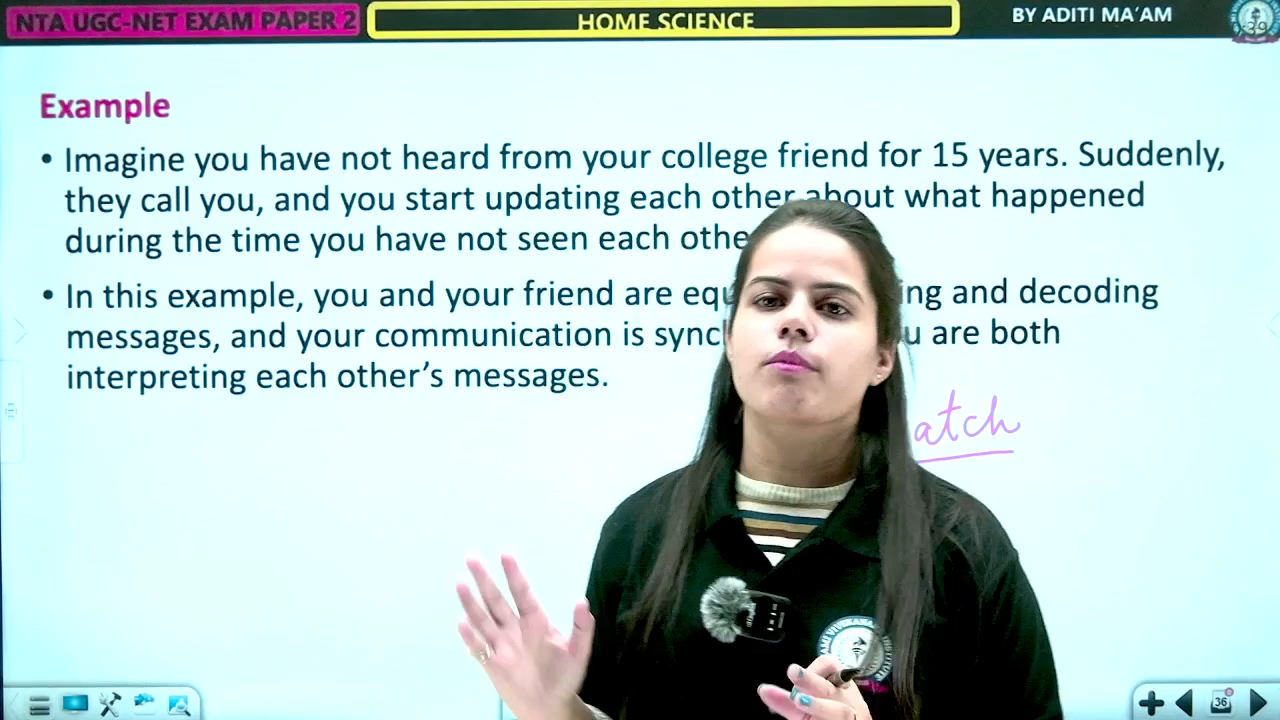 NTA UGC-NET EXAM PAPER 2
HOME SCIENCE
BY ADITI MA'AM
39
Example
• Imagine you have not heard from your college friend for 15 years. Suddenly,
they call you, and you start updating each other about what happened
during the time you have not seen each othe
• In this example, you and your friend are equ ing and decoding
messages, and your communication is sync u are both
interpreting each other's messages.
atch
36